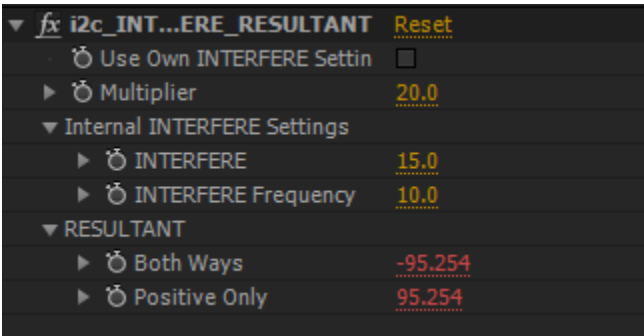 fx i2c_INT...ERE_RESULTANT Reset
Use Own INTERFERE Settin
Multiplier 20.0
Internal INTERFERE Settings
INTERFERE 15.0
INTERFERE Frequency 10.0
RESULTANT
Both Ways -95.254
Positive Only 95.254